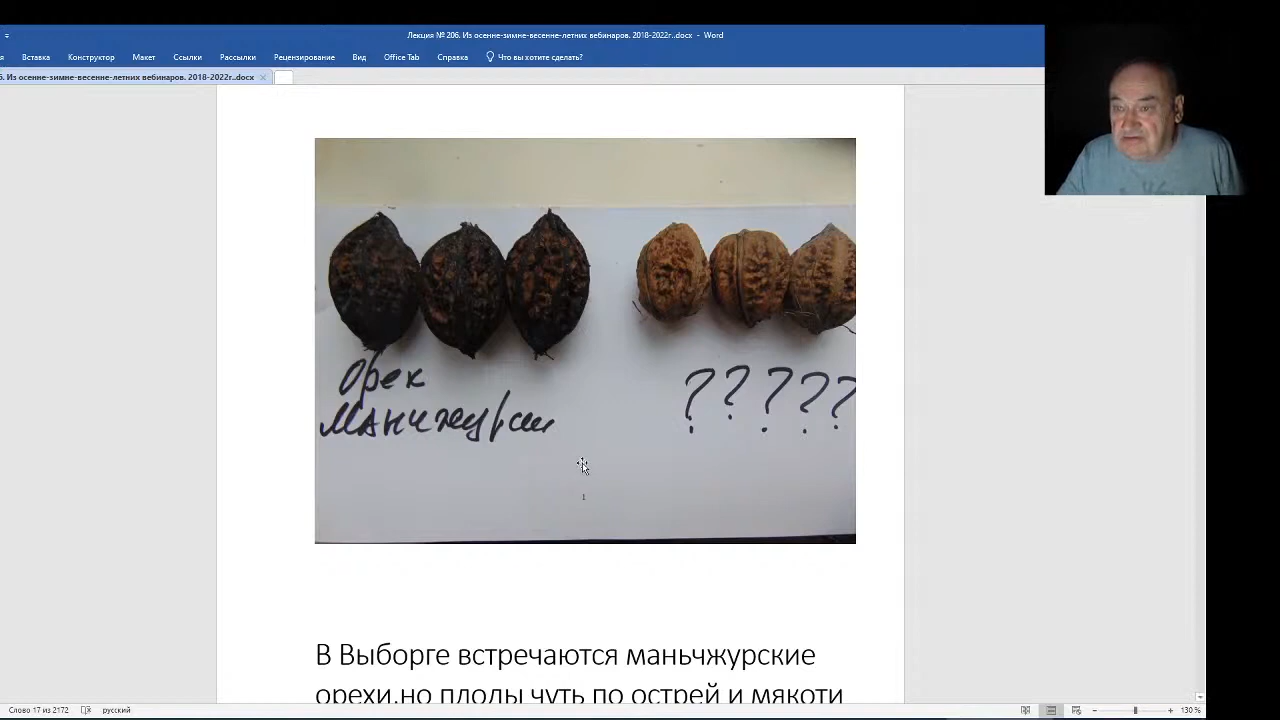 Лекция № 206. Из осенне-зимне-весенне-летних вебинаров. 2018-2022г..docx - Word
я Вставка Конструктор Макет Ссылки Рассылки Рецензирование Вид Office Tab Справка Что вы хотите сделать?
6. Из осенне-зимне-весенне-летних вебинаров. 2018-2022г..docx
Орех
?????
В Выборге встречаются маньчжурские
орехи,но плоды чуть по острей и мякоти
Слово 17 из 2172 русский 130 %